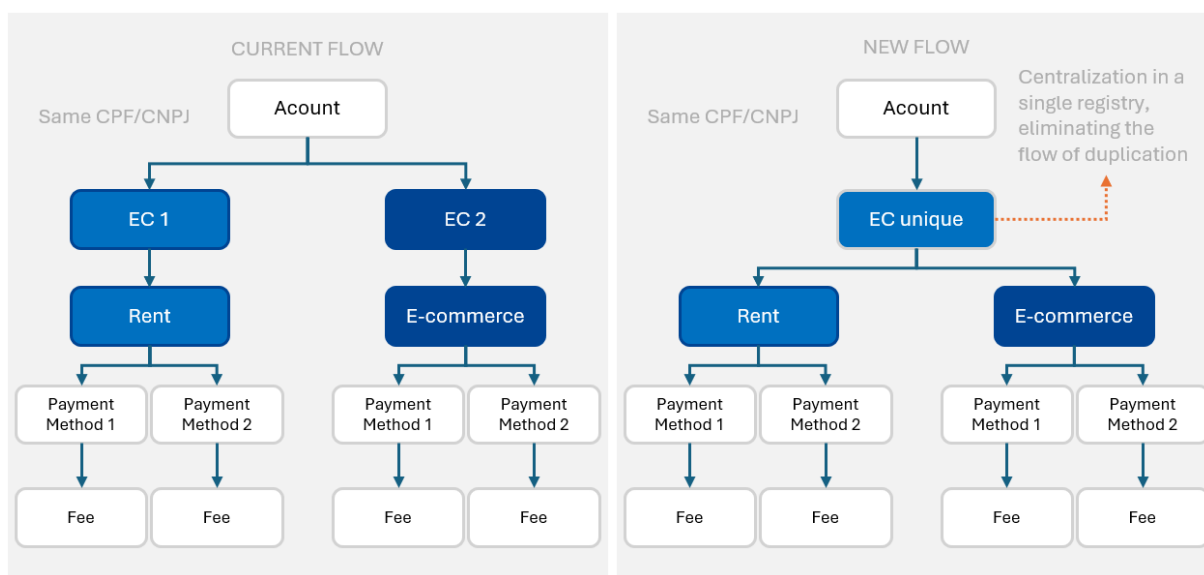 CURRENT FLOW
Acount
Same CPF/CNPJ
EC 1
EC 2
Rent
E-commerce
Payment
Method 1
Payment
Method 2
Payment
Method 1
Payment
Method 2
Fee
Fee
Fee
Fee
NEW FLOW
Acount
Same CPF/CNPJ
Centralization in a
single registry,
eliminating the
flow of duplication
EC unique
Rent
E-commerce
Payment
Method 1
Payment
Method 2
Payment
Method 1
Payment
Method 2
Fee
Fee
Fee
Fee